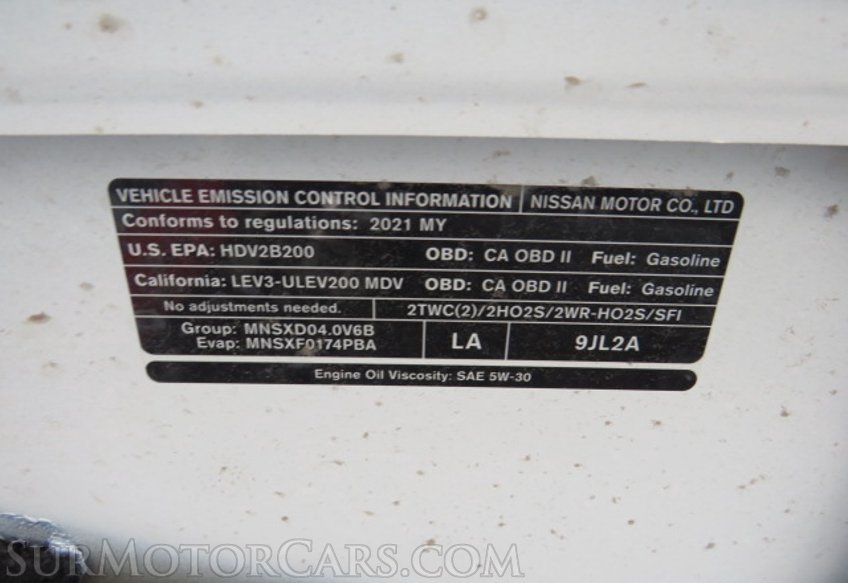 VEHICLE EMISSION CONTROL INFORMATION NISSAN MOTOR CO., LTD
Conforms to regulations: 2021 MY
U.S. EPA: HDV2B200 OBD: CA OBD II Fuel: Gasoline
California: LEV3-ULEV200 MDV OBD: CA OBD II Fuel: Gasoline
No adjustments needed. 2TWC(2)/2HO2S/2WR-HO2S/SFI
Group: MNSXD04.0V6B
Evap: MNSXF0174PBA
LA 9JL2A
Engine Oil Viscosity: SAE 5W-30
SurMotorCars.com